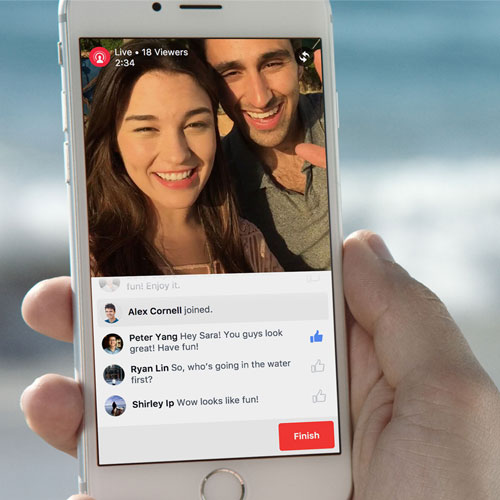 Live • 18 Viewers
2:34
fun! Enjoy it.
Alex Cornell joined.
Peter Yang Hey Sara! You guys look
great! Have fun!
Ryan Lin So, who's going in the water
first?
Shirley Ip Wow looks like fun!
Finish